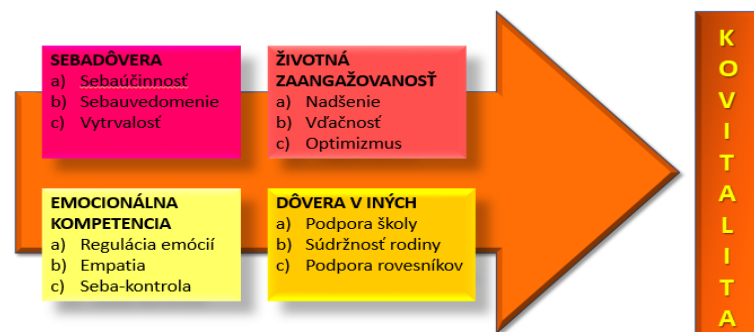 SEBADÔVERA
a) Sebaúčinnosť
b) Sebauvedomenie
c) Vytrvalosť
ŽIVOTNÁ
ZAANGAŽOVANOSŤ
a) Nadšenie
b) Vďačnosť
c) Optimizmus
EMOCIONÁLNA
KOMPETENCIA
a) Regulácia emócií
b) Empatia
c) Seba-kontrola
DÔVERA V INÝCH
a) Podpora školy
b) Súdržnosť rodiny
c) Podpora rovesníkov
KOVITALITA